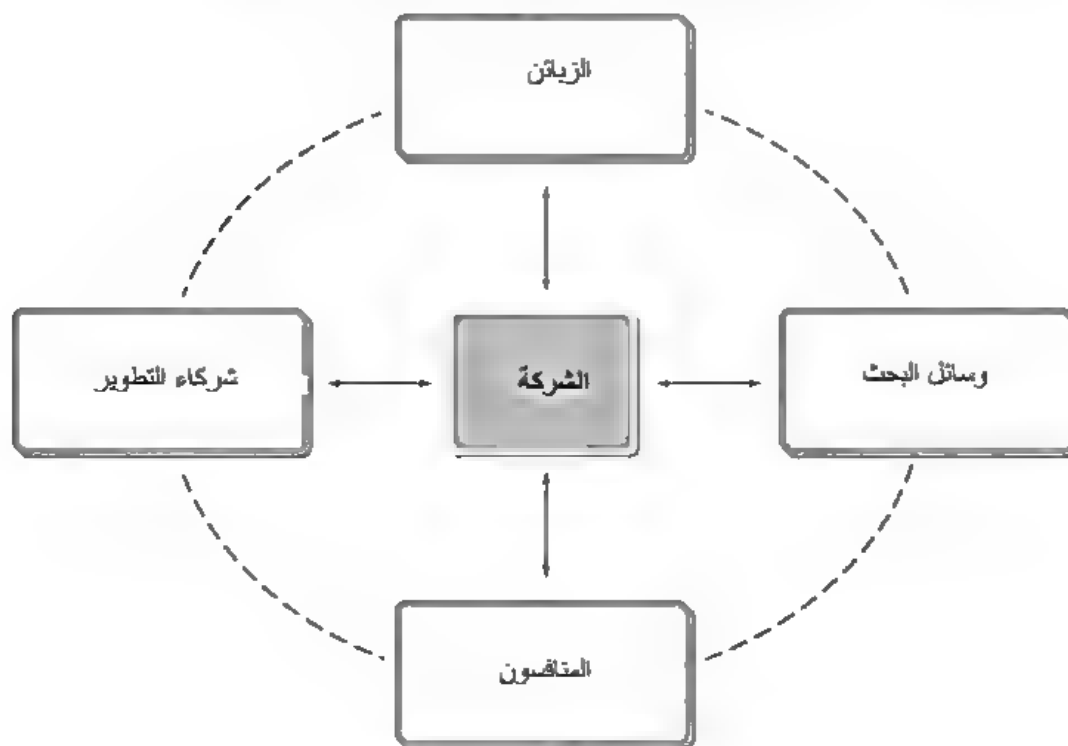 الزبائن
وسائل البحث
الشركة
شركاء التطوير
المنافسون